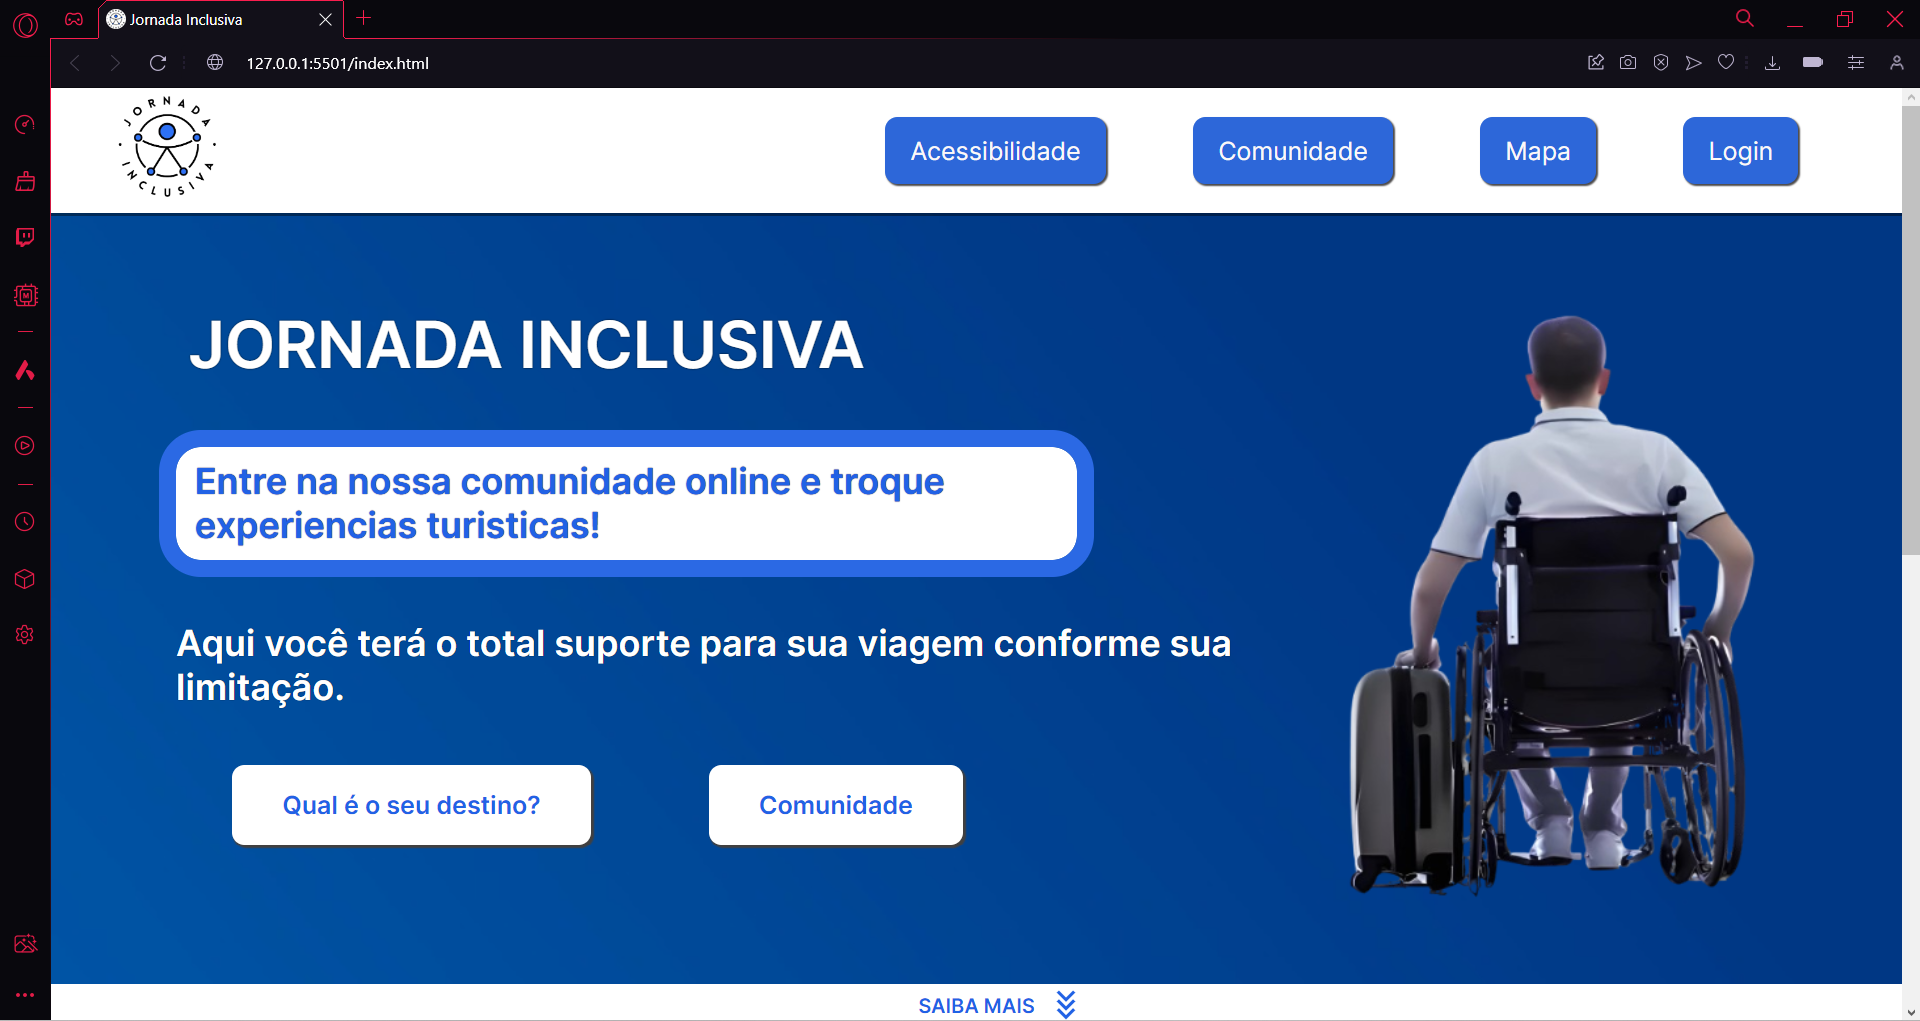 Jornada Inclusiva
127.0.0.1:5501/index.html
JORNADA
INCLUSIVA
Acessibilidade
Comunidade
Mapa
Login
JORNADA INCLUSIVA
Entre na nossa comunidade online e troque
experiencias turisticas!
Aqui você terá o total suporte para sua viagem conforme sua
limitação.
Qual é o seu destino?
Comunidade
SAIBA MAIS